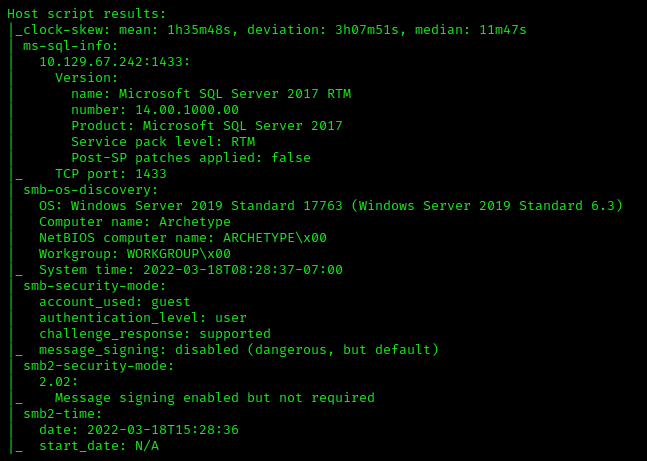 Host script results:
|_clock-skew: mean: 1h35m48s, deviation: 3h07m51s, median: 11m47s
| ms-sql-info:
|   10.129.67.242:1433:
|     Version:
|       name: Microsoft SQL Server 2017 RTM
|       number: 14.00.1000.00
|       Product: Microsoft SQL Server 2017
|       Service pack level: RTM
|       Post-SP patches applied: false
|_    TCP port: 1433
| smb-os-discovery:
|   OS: Windows Server 2019 Standard 17763 (Windows Server 2019 Standard 6.3)
|   Computer name: Archetype
|   NetBIOS computer name: ARCHETYPE\x00
|   Workgroup: WORKGROUP\x00
|_  System time: 2022-03-18T08:28:37-07:00
| smb-security-mode:
|   account_used: guest
|   authentication_level: user
|   challenge_response: supported
|_  message_signing: disabled (dangerous, but default)
| smb2-security-mode:
|   2.02:
|_    Message signing enabled but not required
| smb2-time:
|   date: 2022-03-18T15:28:36
|_  start_date: N/A